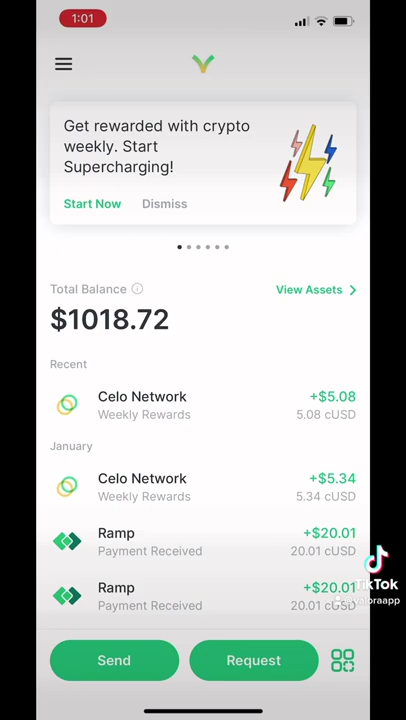 1:01
Get rewarded with crypto
weekly. Start
Supercharging!
Start Now Dismiss
Total Balance
View Assets
$1018.72
Recent
Celo Network +$5.08
Weekly Rewards 5.08 cUSD
January
Celo Network +$5.34
Weekly Rewards 5.34 cUSD
Ramp +$20.01
Payment Received 20.01 cUSD
Ramp +$20.01
Payment Received 20.01 cUSD
TikTok
Send Request